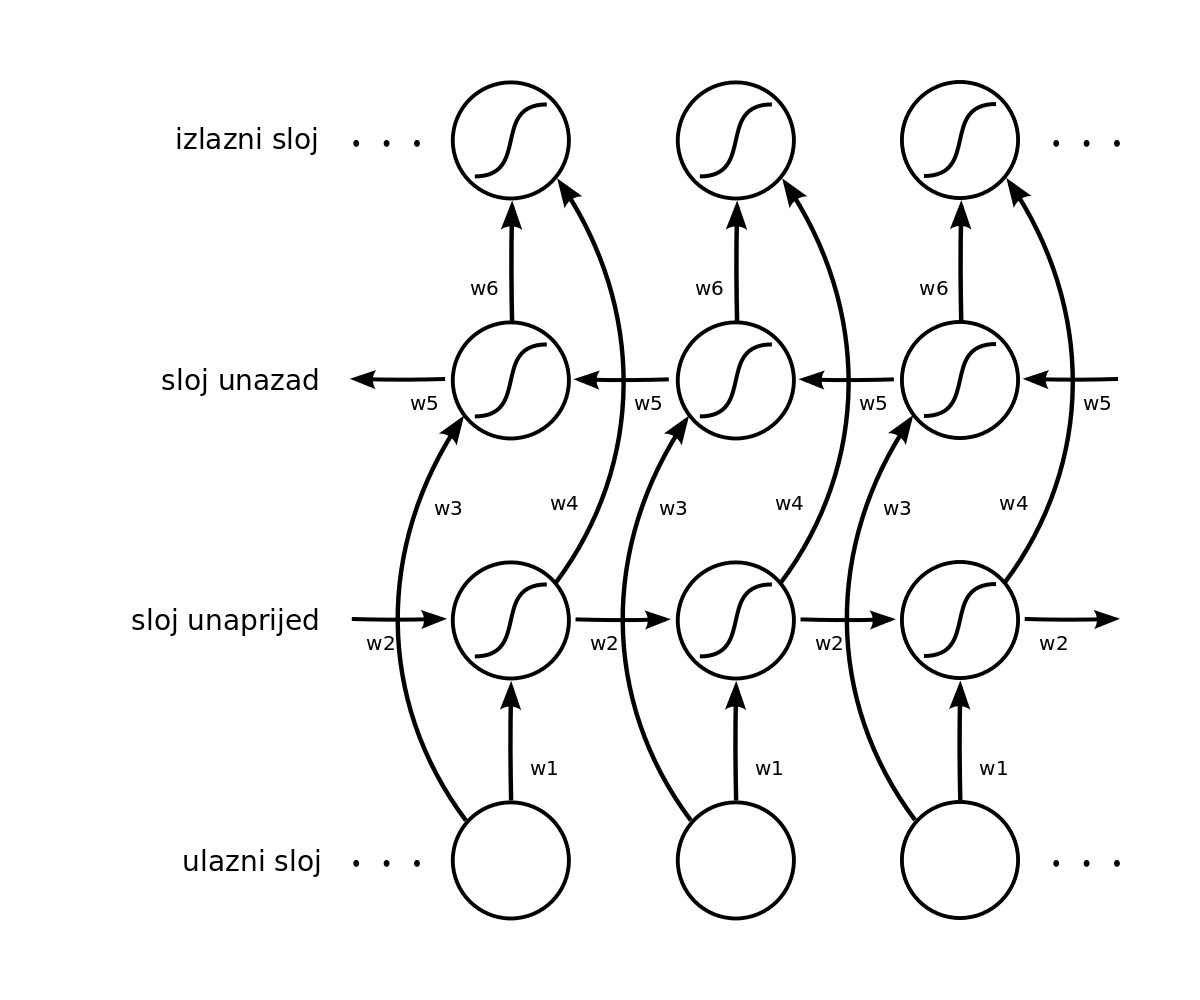 izlazni sloj . . . . . .
w6 w6 w6
sloj unazad
w5 w5 w5 w5
w3 w4 w3 w4 w3 w4
sloj unaprijed
w2 w2 w2 w2
w1 w1 w1
ulazni sloj . . . . . .